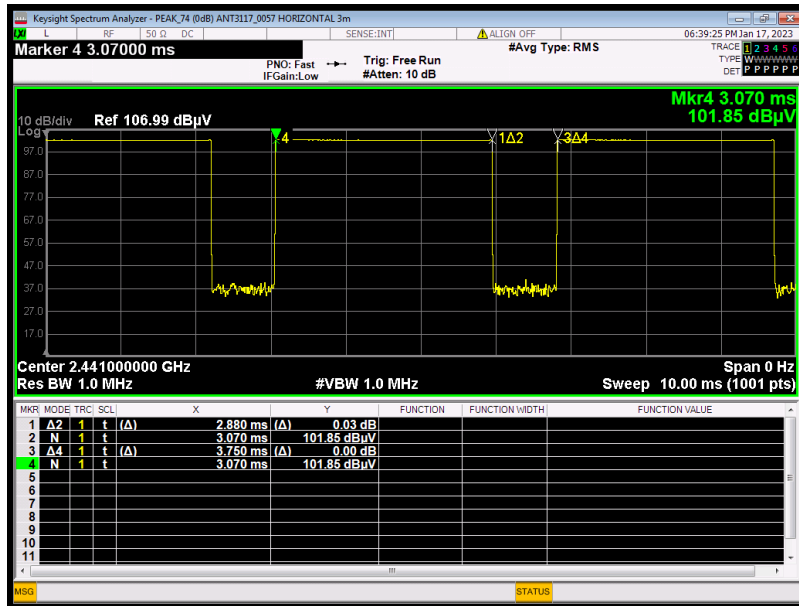 Keysight Spectrum Analyzer - PEAK_74 (0dB) ANT3117_0057 HORIZONTAL 3m
LXI L RF 50 Ω DC SENSE:INT ALIGN OFF 06:39:25 PM Jan 17, 2023
Marker 4 3.07000 ms
PNO: Fast
IFGain:Low
Trig: Free Run
#Atten: 10 dB
#Avg Type: RMS
TRACE 1 2 3 4 5 6
TYPE WWWWWW
DET P P P P P P
Mkr4 3.070 ms
101.85 dBµV
10 dB/div Ref 106.99 dBµV
Log
4 1Δ2 3Δ4
97.0
87.0
77.0
67.0
57.0
47.0
37.0
27.0
17.0
Center 2.441000000 GHz Span 0 Hz
Res BW 1.0 MHz #VBW 1.0 MHz Sweep 10.00 ms (1001 pts)
MKR MODE TRC SCL X Y FUNCTION FUNCTION WIDTH FUNCTION VALUE
1 Δ2 1 t (Δ) 2.880 ms (Δ) 0.03 dB
2 N 1 t 3.070 ms 101.85 dBµV
3 Δ4 1 t (Δ) 3.750 ms (Δ) 0.00 dB
4 N 1 t 3.070 ms 101.85 dBµV
5
6
7
8
9
10
11
MSG STATUS